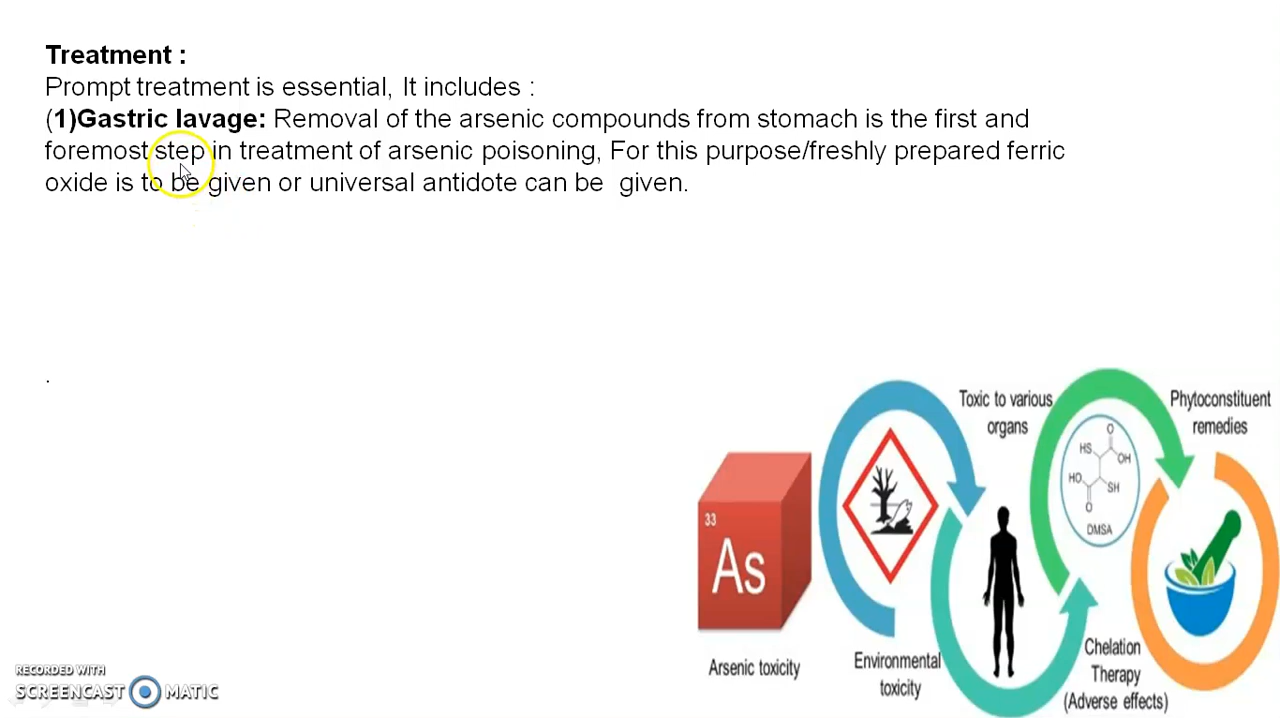 Treatment :
Prompt treatment is essential, It includes :
(1)Gastric lavage: Removal of the arsenic compounds from stomach is the first and
foremost step in treatment of arsenic poisoning, For this purpose/freshly prepared ferric
oxide is to be given or universal antidote can be  given.
.
Toxic to various
organs
Phytoconstituent
remedies
HS
O
OH
HO
SH
O
DMSA
33
As
Arsenic toxicity
Environmental
toxicity
Chelation
Therapy
(Adverse effects)
RECORDED WITH
SCREENCAST MATIC